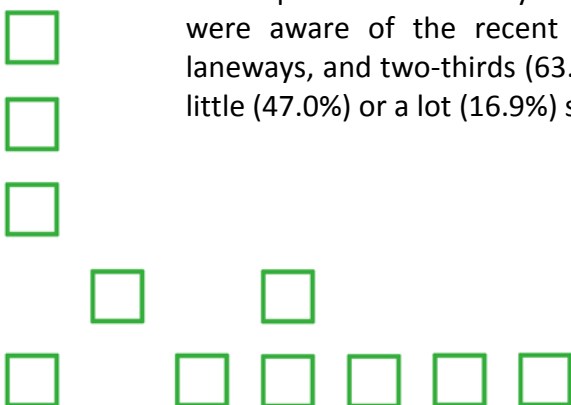 were aware of the recent
laneways, and two-thirds (63.
little (47.0%) or a lot (16.9%) s